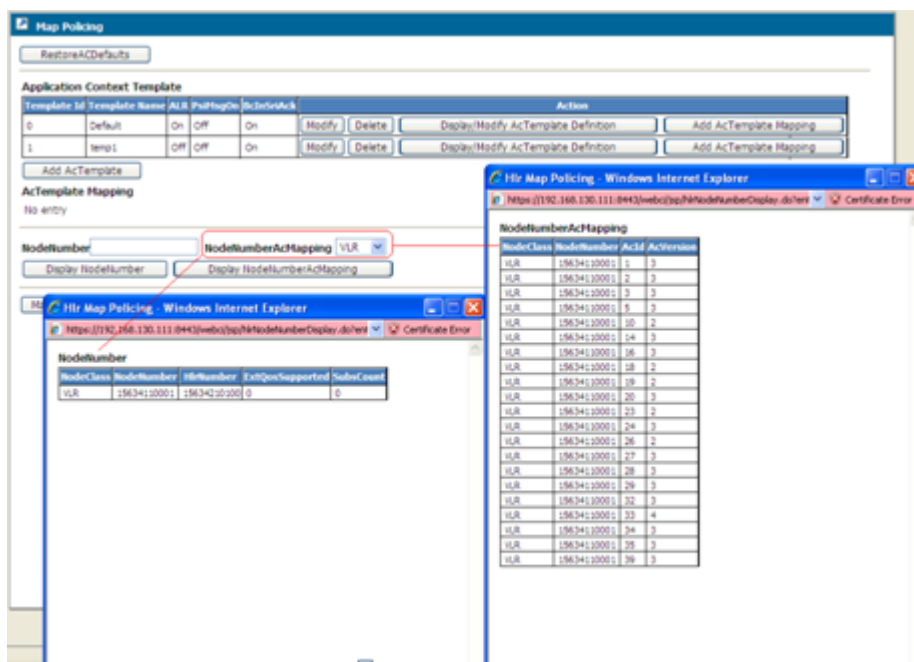 Map Policing
RestoreACDefaults
Application Context Template
Template Id Template Name ALR PsiMsgOn BcInSriAck Action
0 Default On Off On Modify Delete Display/Modify AcTemplate Definition Add AcTemplate Mapping
1 temp1 Off Off On Modify Delete Display/Modify AcTemplate Definition Add AcTemplate Mapping
Add AcTemplate
AcTemplate Mapping
No entry
NodeNumber NodeNumberAcMapping VLR
Display NodeNumber Display NodeNumberAcMapping
Hlr Map Policing - Windows Internet Explorer
Certificate Error
NodeNumber
NodeClass NodeNumber HlrNumber ExtQosSupported SubsCount
VLR 15634110001 15634210100 0 0
Hlr Map Policing - Windows Internet Explorer
Certificate Error
NodeNumberAcMapping
NodeClass NodeNumber AcId AcVersion
VLR 15634110001 1 3
VLR 15634110001 2 3
VLR 15634110001 3 3
VLR 15634110001 5 3
VLR 15634110001 10 2
VLR 15634110001 14 3
VLR 15634110001 16 3
VLR 15634110001 18 2
VLR 15634110001 19 2
VLR 15634110001 20 3
VLR 15634110001 23 2
VLR 15634110001 24 3
VLR 15634110001 26 2
VLR 15634110001 27 3
VLR 15634110001 28 3
VLR 15634110001 29 3
VLR 15634110001 32 3
VLR 15634110001 33 4
VLR 15634110001 34 3
VLR 15634110001 35 3
VLR 15634110001 39 3